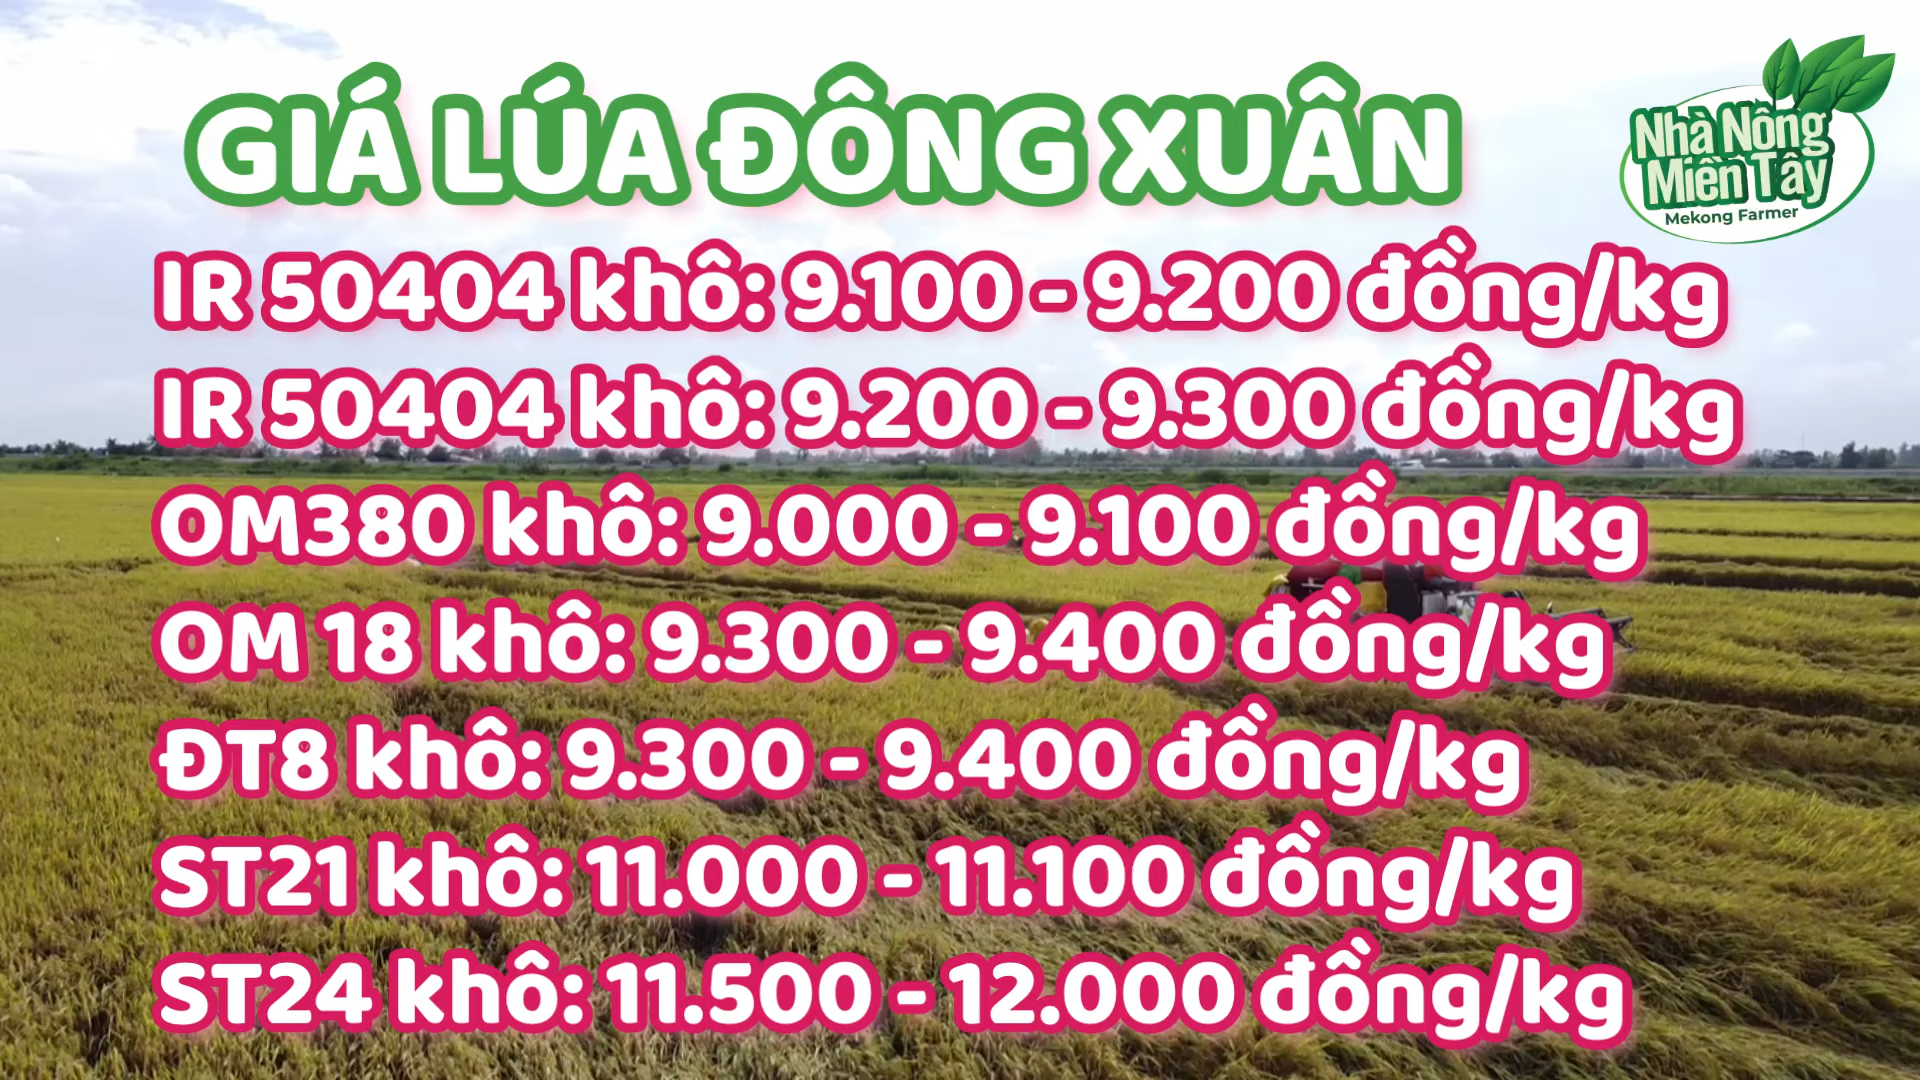 GIÁ LÚA ĐÔNG XUÂN
Nhà Nông
Miền Tây
Mekong Farmer
IR 50404 khô: 9.100 - 9.200 đồng/kg
IR 50404 khô: 9.200 - 9.300 đồng/kg
OM380 khô: 9.000 - 9.100 đồng/kg
OM 18 khô: 9.300 - 9.400 đồng/kg
ĐT8 khô: 9.300 - 9.400 đồng/kg
ST21 khô: 11.000 - 11.100 đồng/kg
ST24 khô: 11.500 - 12.000 đồng/kg